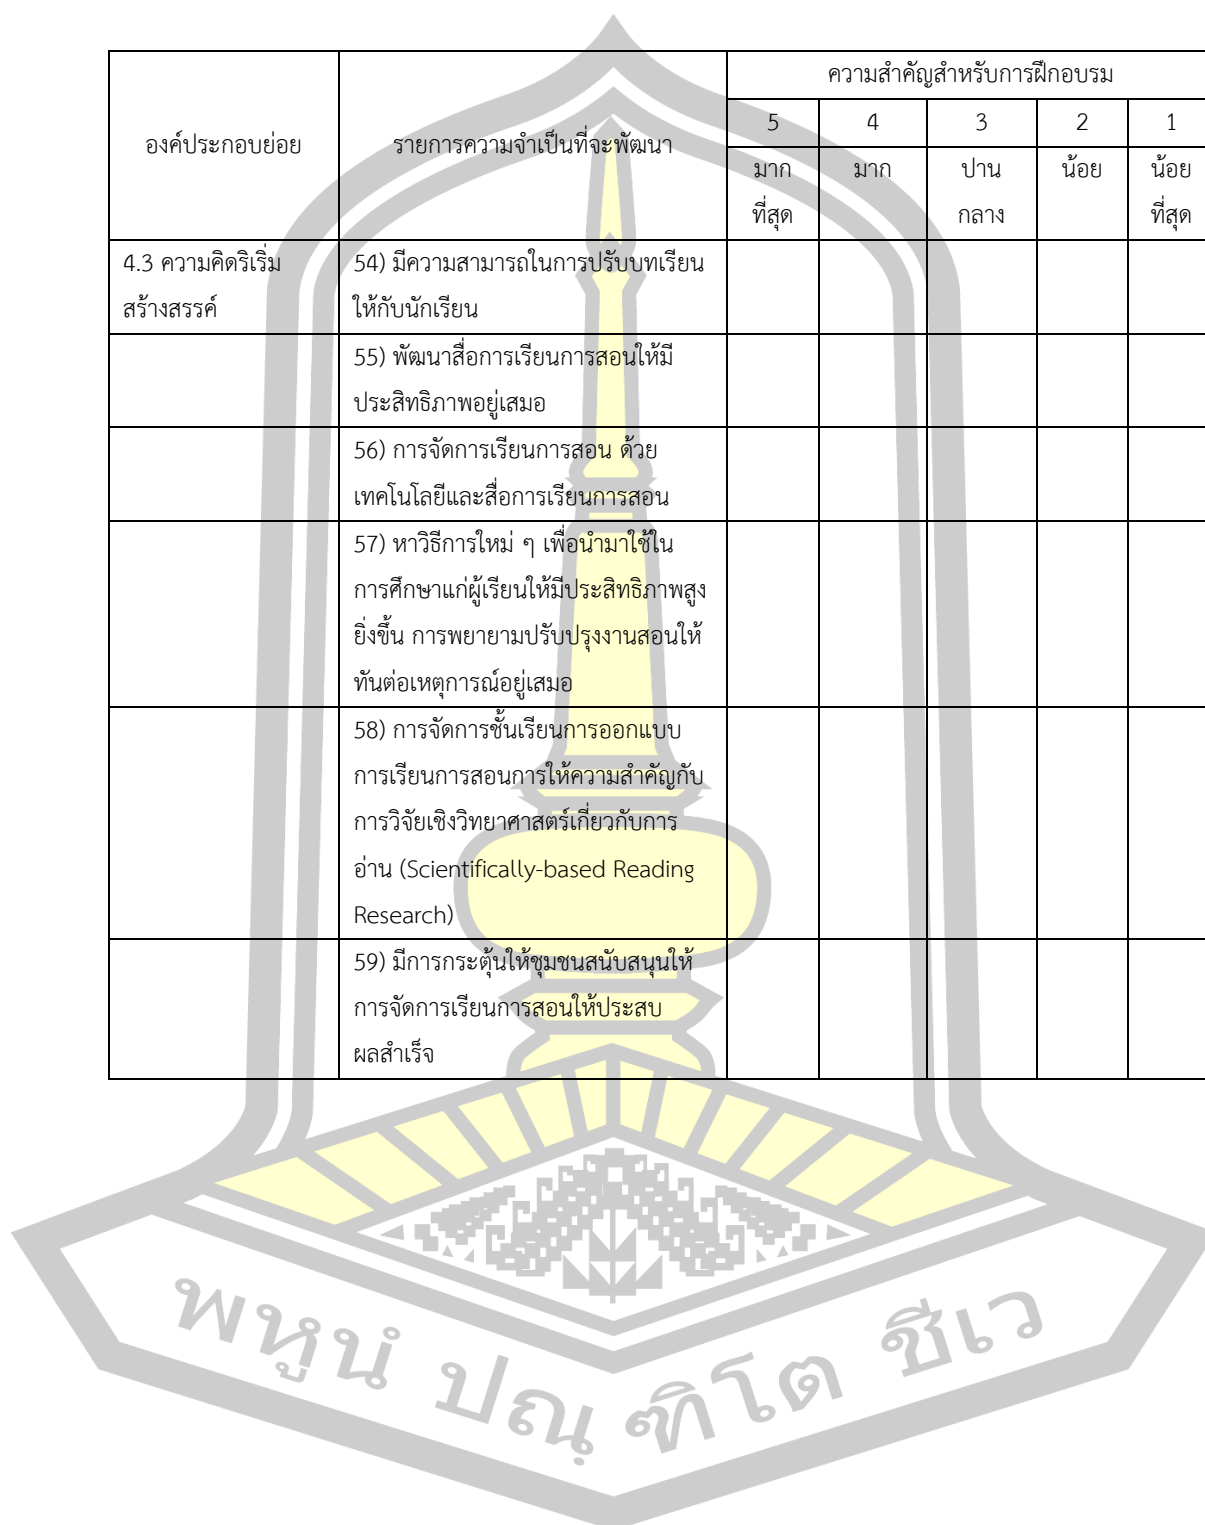 องค์ประกอบย่อย
รายการความจำเป็นที่จะพัฒนา
ความสำคัญสำหรับการฝึกอบรม
5 4 3 2 1
มากที่สุด มาก ปานกลาง น้อย น้อยที่สุด
4.3 ความคิดริเริ่ม
สร้างสรรค์
54) มีความสามารถในการปรับบทเรียน
ให้กับนักเรียน
55) พัฒนาสื่อการเรียนการสอนให้มี
ประสิทธิภาพอยู่เสมอ
56) การจัดการเรียนการสอน ด้วย
เทคโนโลยีและสื่อการเรียนการสอน
57) หาวิธีการใหม่ ๆ เพื่อนำมาใช้ใน
การศึกษาแก่ผู้เรียนให้มีประสิทธิภาพสูง
ยิ่งขึ้น การพยายามปรับปรุงงานสอนให้
ทันต่อเหตุการณ์อยู่เสมอ
58) การจัดการชั้นเรียนการออกแบบ
การเรียนการสอนการให้ความสำคัญกับ
การวิจัยเชิงวิทยาศาสตร์เกี่ยวกับการ
อ่าน (Scientifically-based Reading
Research)
59) มีการกระตุ้นให้ชุมชนสนับสนุนให้
การจัดการเรียนการสอนให้ประสบ
ผลสำเร็จ
พหูนํ ปณฺฑิโต ชีเว